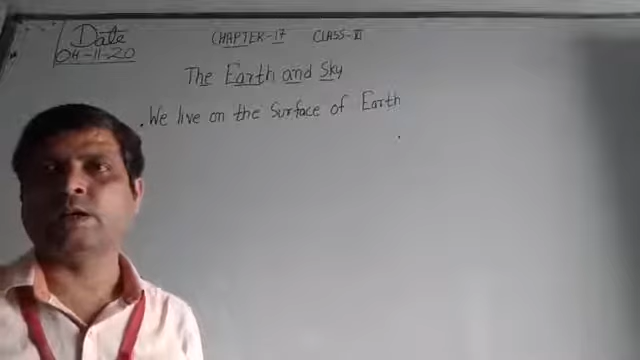 Date
04-11-20
CHAPTER-17 CLASS-II
The Earth and Sky
. We live on the Surface of Earth